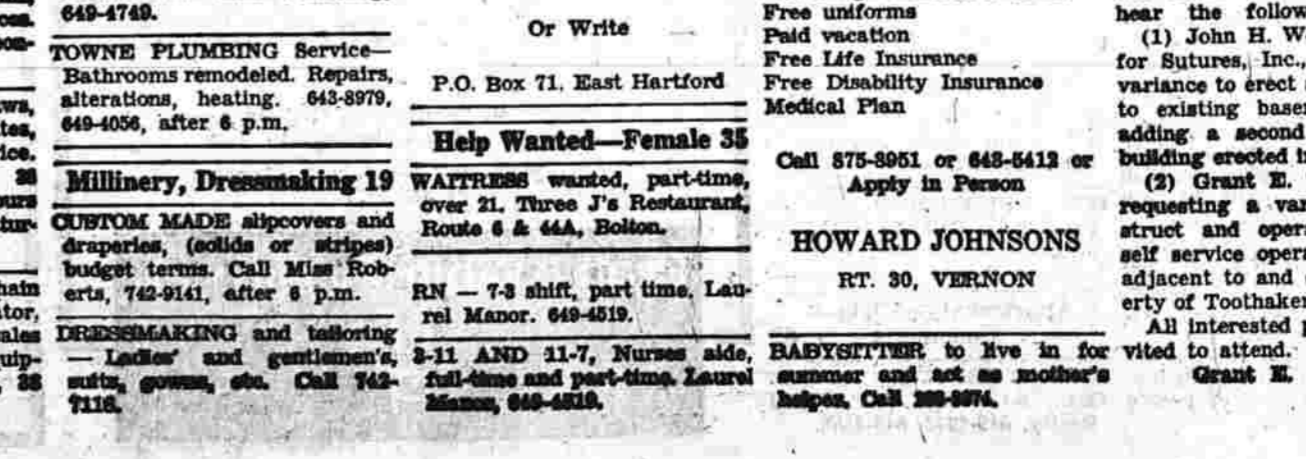 649-4749.
TOWNE PLUMBING Service—
Bathrooms remodeled. Repairs,
alterations, heating. 643-8979,
649-4056, after 6 p.m.
Millinery, Dressmaking 19
CUSTOM MADE slipcovers and
draperies, (solids or stripes)
budget terms. Call Miss Rob-
erts, 742-9141, after 6 p.m.
DRESSMAKING and tailoring
— Ladies' and gentlemen's,
suits, gowns, etc. Call 742-
7116.
Or Write
P.O. Box 71, East Hartford
Help Wanted—Female 35
WAITRESS wanted, part-time,
over 21. Three J's Restaurant,
Route 6 & 44A, Bolton.
RN — 7-3 shift, part time, Lau-
rel Manor. 649-4519.
3-11 AND 11-7, Nurses aide,
full-time and part-time. Laurel
Manor, 649-4519.
Free uniforms
Paid vacation
Free Life Insurance
Free Disability Insurance
Medical Plan
Call 875-8951 or 643-5412 or
Apply in Person
HOWARD JOHNSONS
RT. 30, VERNON
BABYSITTER to live in for
summer and act as mother's
helper, Call
hear the follow
(1) John H. W
for Sutures, Inc.,
variance to erect
to existing base
adding a second
building erected i
(2) Grant E.
requesting a var
struct and oper
self service oper
adjacent to and
erty of Toothaker
All interested
vited to attend.
Grant E.